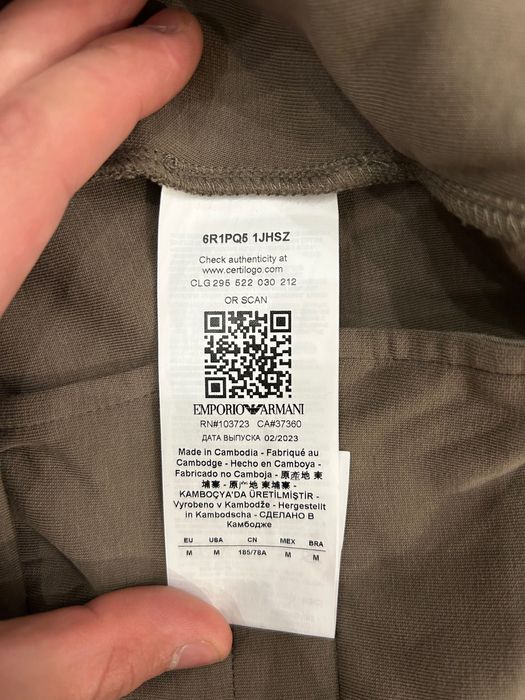 6R1PQ5 1JHSZ
Check authenticity at
www.certilogo.com
CLG 295 522 030 212
OR SCAN
EMPORIO ARMANI
RN#103723 CA#37360
ДАТА ВЫПУСКА 02/2023
Made in Cambodia - Fabriqué au
Cambodge - Hecho en Camboya -
Fabricado no Camboja - 原產地 柬
埔寨 - 原产地 柬埔寨 -
KAMBOÇYA'DA ÜRETİLMİŞTİR -
Vyrobeno v Kambodže - Hergestellt
in Kambodscha - СДЕЛАНО В
Камбодже
EU USA CN MEX BRA
M M 185/78A M M